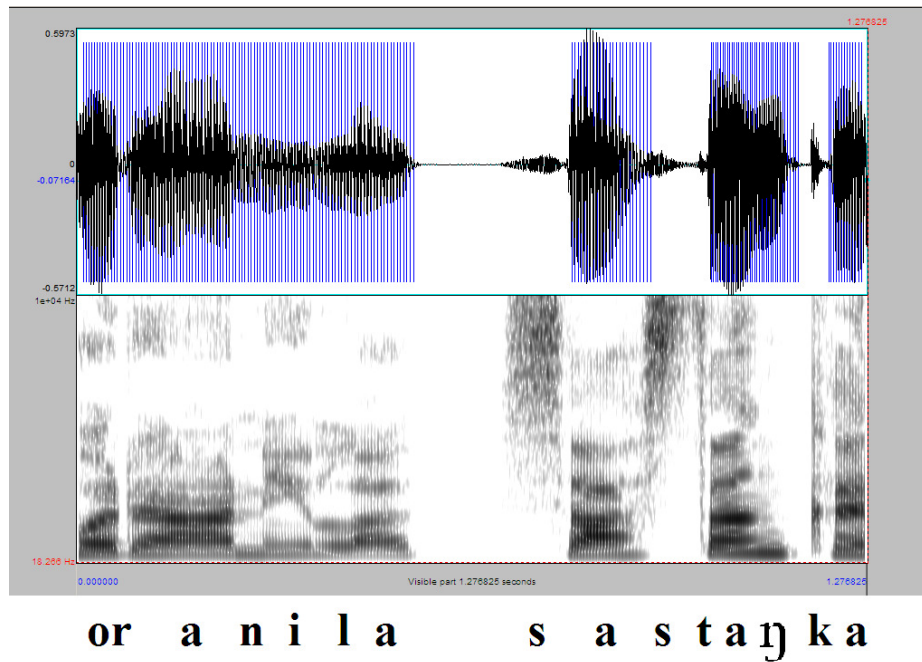 1.276825
0.5973
0
-0.07164
-0.5712
1e+04 Hz
18.266 Hz
0.000000 Visible part 1.276825 seconds 1.276825
or a n i l a s a s t a ŋ k a